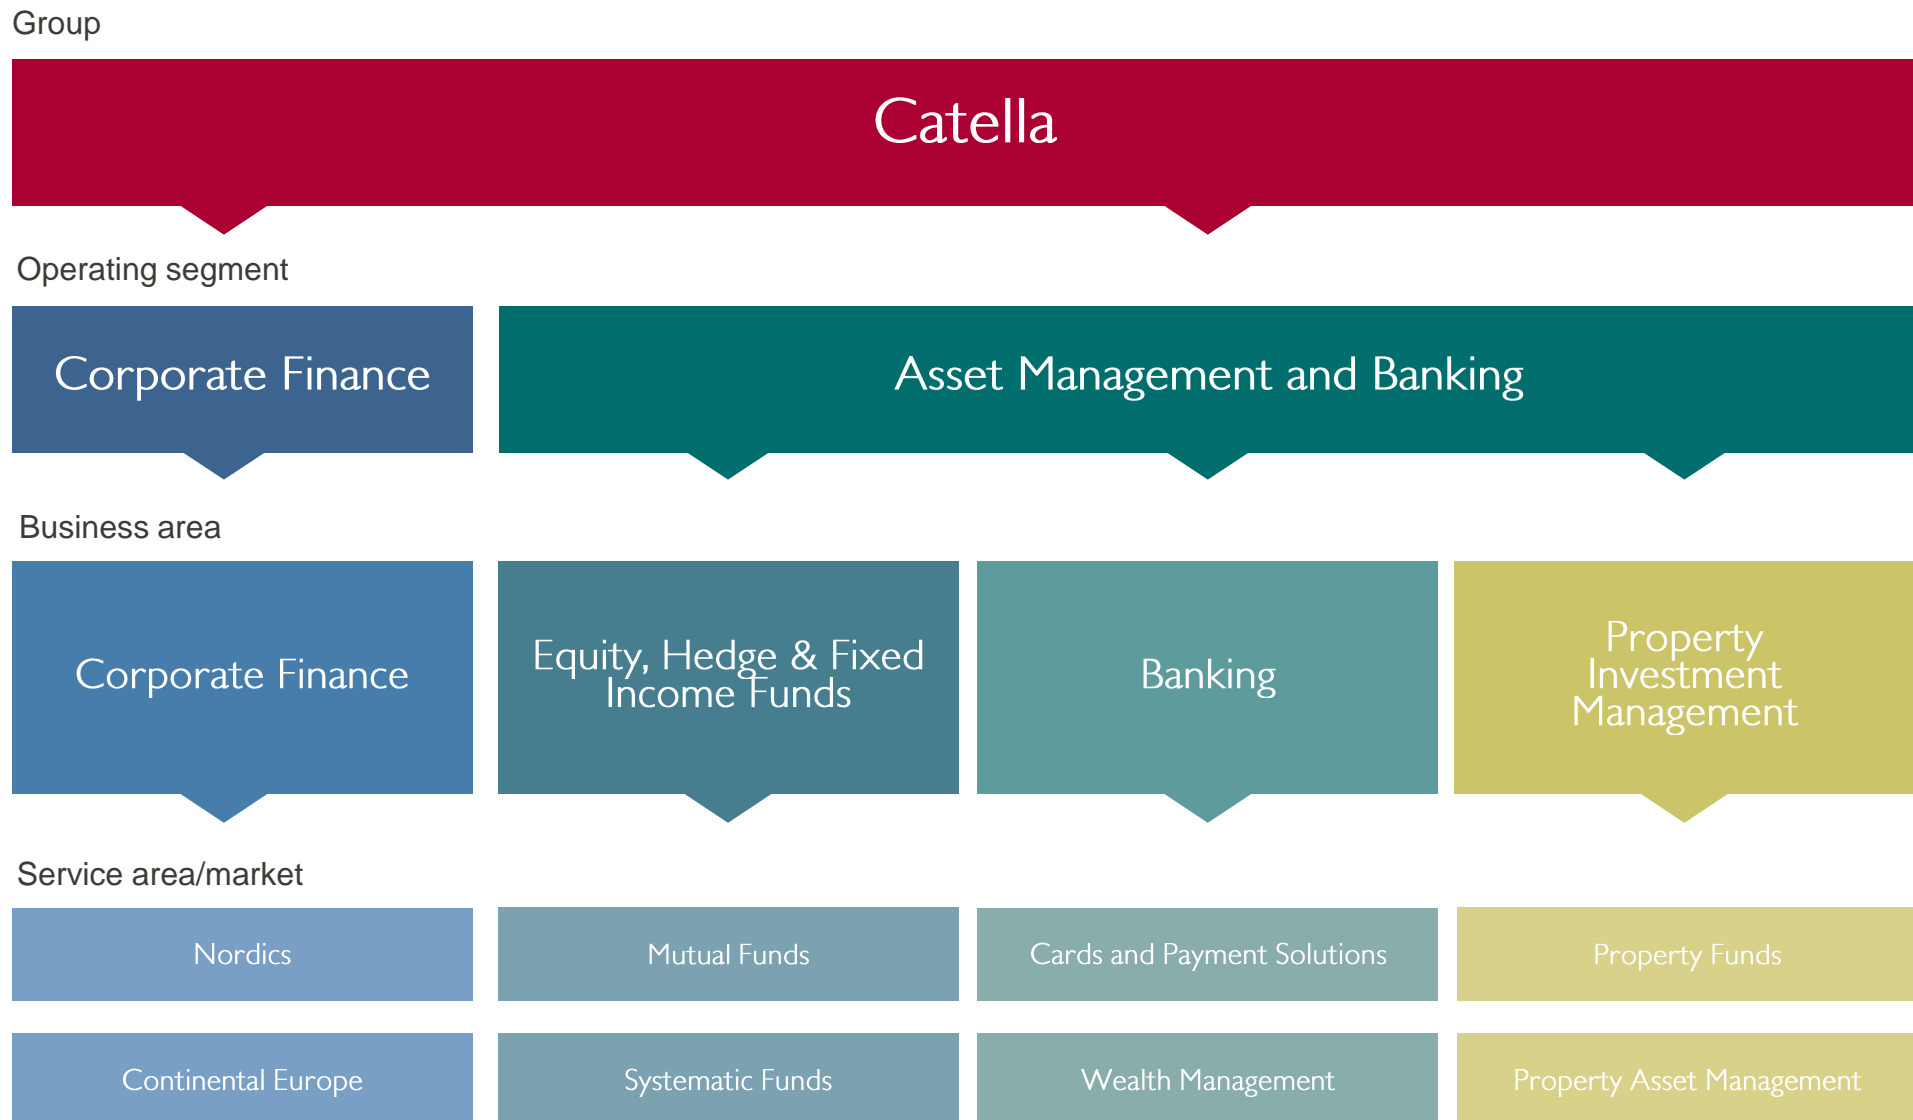 Group
Catella
Operating segment
Corporate Finance
Asset Management and Banking
Business area
Corporate Finance
Equity, Hedge & Fixed
Income Funds
Banking
Property
Investment
Management
Service area/market
Nordics
Mutual Funds
Cards and Payment Solutions
Property Funds
Continental Europe
Systematic Funds
Wealth Management
Property Asset Management